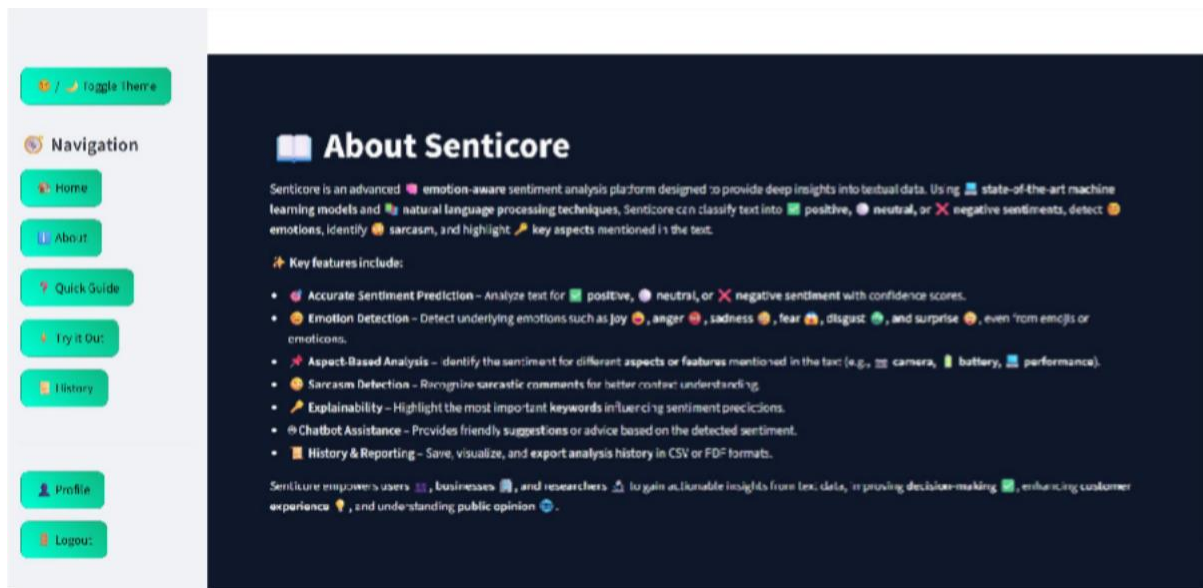 / Toggle Theme
Navigation
Home
About
Quick Guide
Try it Out
History
Profile
Logout
About Senticore
Senticore is an advanced emotion-aware sentiment analysis platform designed to provide deep insights into textual data. Using state-of-the-art machine
learning models and natural language processing techniques, Senticore can classify text into positive, neutral, or negative sentiments, detect
emotions, identify sarcasm, and highlight key aspects mentioned in the text.
Key features include:
• Accurate Sentiment Prediction – Analyze text for positive, neutral, or negative sentiment with confidence scores.
• Emotion Detection – Detect underlying emotions such as joy, anger, sadness, fear, disgust, and surprise, even from emojis or
emoticons.
• Aspect-Based Analysis – Identify the sentiment for different aspects or features mentioned in the text (e.g., camera, battery, performance).
• Sarcasm Detection – Recognize sarcastic comments for better context understanding.
• Explainability – Highlight the most important keywords influencing sentiment predictions.
• Chatbot Assistance – Provides friendly suggestions or advice based on the detected sentiment.
• History & Reporting – Save, visualize, and export analysis history in CSV or PDF formats.
Senticore empowers users, businesses, and researchers to gain actionable insights from text data, improving decision-making, enhancing customer
experience, and understanding public opinion.